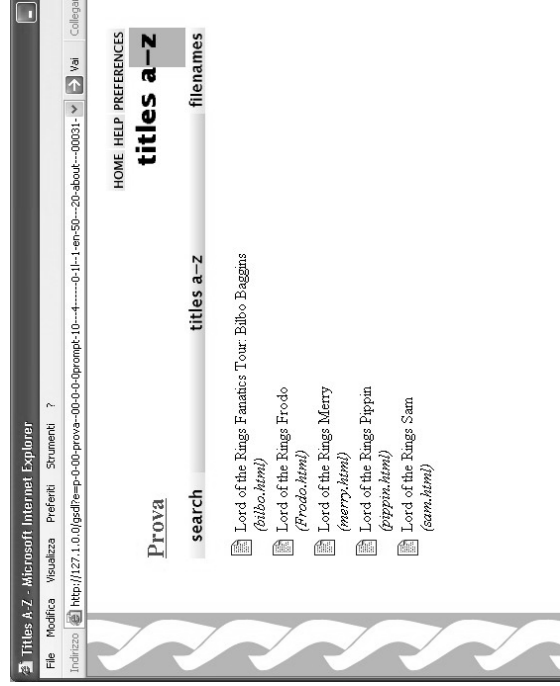 Titles A-Z - Microsoft Internet Explorer
File Modifica Visualizza Preferiti Strumenti ?
Indirizzo http://127.1.0.0/gsdl?e=p-0-00-prova--00-0-0-0prompt-10---4------0-1l--1-en-50---20-about---00031- Vai Collegar
HOME HELP PREFERENCES
Prova titles a-z
search titles a-z filenames
Lord of the Rings Fanatics Tour: Bilbo Baggins
(bilbo.html)
Lord of the Rings Frodo
(Frodo.html)
Lord of the Rings Merry
(merry.html)
Lord of the Rings Pippin
(pippin.html)
Lord of the Rings Sam
(sam.html)